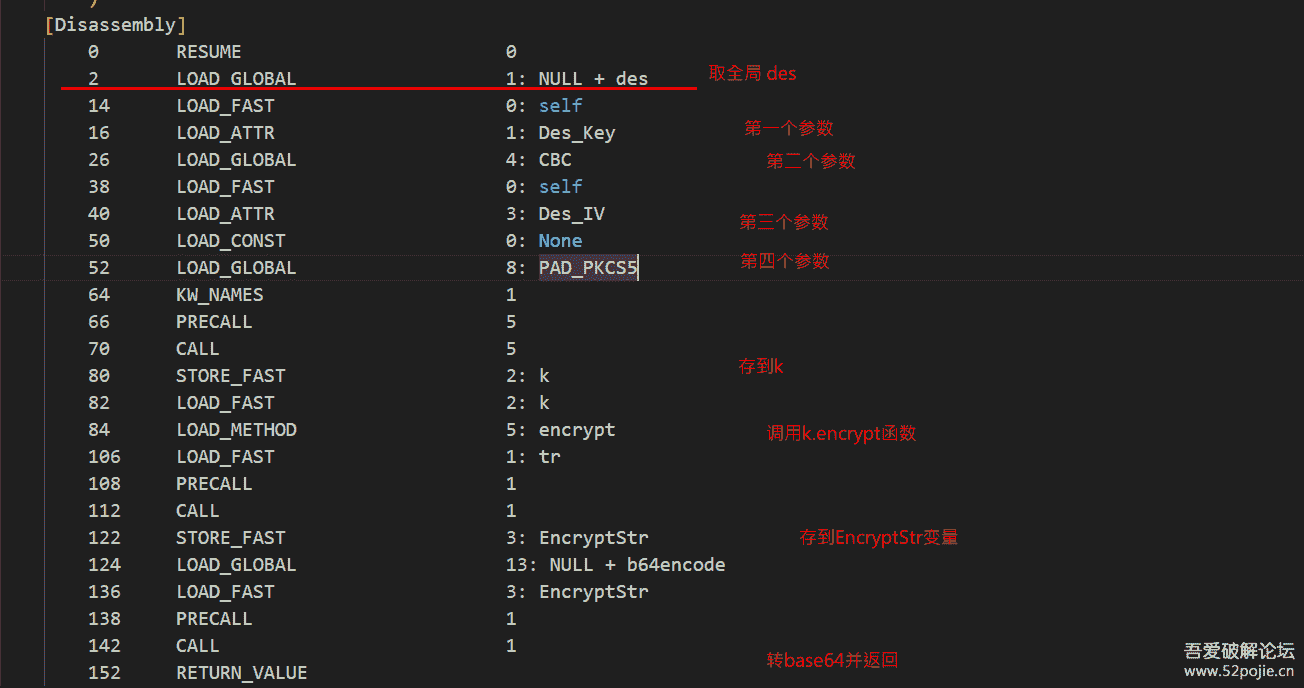 [Disassembly]
0 RESUME 0
2 LOAD_GLOBAL 1: NULL + des 取全局 des
14 LOAD_FAST 0: self
16 LOAD_ATTR 1: Des_Key 第一个参数
26 LOAD_GLOBAL 4: CBC 第二个参数
38 LOAD_FAST 0: self
40 LOAD_ATTR 3: Des_IV 第三个参数
50 LOAD_CONST 0: None
52 LOAD_GLOBAL 8: PAD_PKCS5 第四个参数
64 KW_NAMES 1
66 PRECALL 5
70 CALL 5
80 STORE_FAST 2: k 存到k
82 LOAD_FAST 2: k
84 LOAD_METHOD 5: encrypt 调用k.encrypt函数
106 LOAD_FAST 1: tr
108 PRECALL 1
112 CALL 1
122 STORE_FAST 3: EncryptStr 存到EncryptStr变量
124 LOAD_GLOBAL 13: NULL + b64encode
136 LOAD_FAST 3: EncryptStr
138 PRECALL 1
142 CALL 1
152 RETURN_VALUE 转base64并返回
吾爱破解论坛
www.52pojie.cn